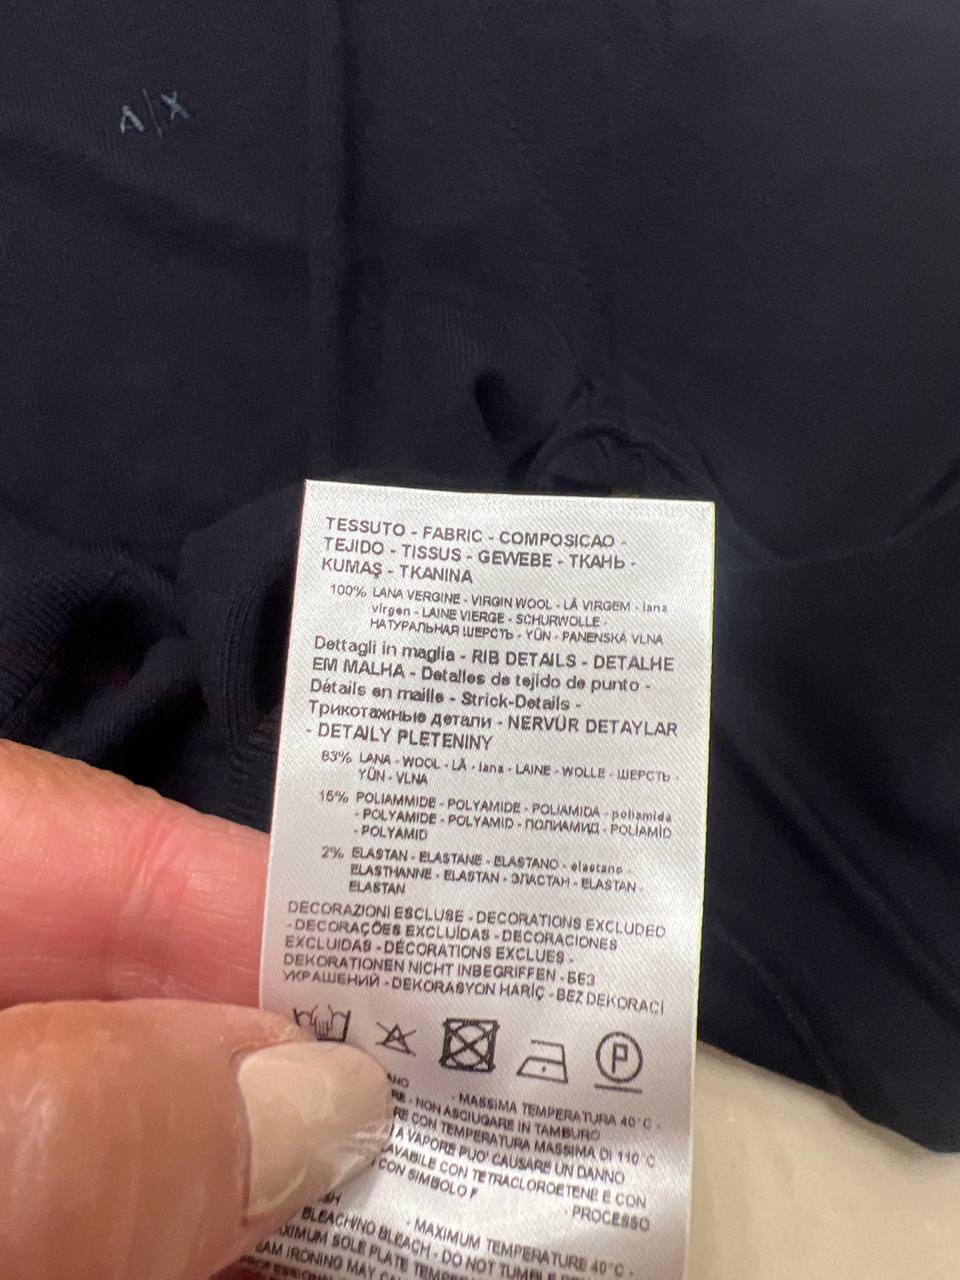 A|X
TESSUTO - FABRIC - COMPOSICAO -
TEJIDO - TISSUS - GEWEBE - ТКАНЬ -
KUMAŞ - TKANINA
100% LANA VERGINE - VIRGIN WOOL - LÃ VIRGEM - lana
virgen - LAINE VIERGE - SCHURWOLLE -
НАТУРАЛЬНАЯ ШЕРСТЬ - YÜN - PANENSKÁ VLNA
Dettagli in maglia - RIB DETAILS - DETALHE
EM MALHA - Detalles de tejido de punto -
Détails en maille - Strick-Details -
Трикотажные детали - NERVÜR DETAYLAR
- DETAILY PLETENINY
83% LANA - WOOL - LÃ - lana - LAINE - WOLLE - ШЕРСТЬ -
YÜN - VLNA
15% POLIAMMIDE - POLYAMIDE - POLIAMIDA - poliamida
- POLYAMIDE - POLYAMID - ПОЛИАМИД - POLİAMİD
- POLYAMID
2% ELASTAN - ELASTANE - ELASTANO - elastano -
ELASTHANNE - ELASTAN - ЭЛАСТАН - ELASTAN -
ELASTAN
DECORAZIONI ESCLUSE - DECORATIONS EXCLUDED
- DECORAÇÕES EXCLUÍDAS - DECORACIONES
EXCLUIDAS - DÉCORATIONS EXCLUES -
DEKORATIONEN NICHT INBEGRIFFEN - БЕЗ
УКРАШЕНИЙ - DEKORASYON HARİÇ - BEZ DEKORACÍ
P
- MASSIMA TEMPERATURA 40°C -
- NON ASCIUGARE IN TAMBURO
CON TEMPERATURA MASSIMA DI 110°C
A VAPORE PUO' CAUSARE UN DANNO
CON TETRACLOROETENE E CON
CON SIMBOLO F
- PROCESSO
- MAXIMUM TEMPERATURE 40°C -
BLEACH - DO NOT TUMBLE
SOLE PLATE
IRONING MAY